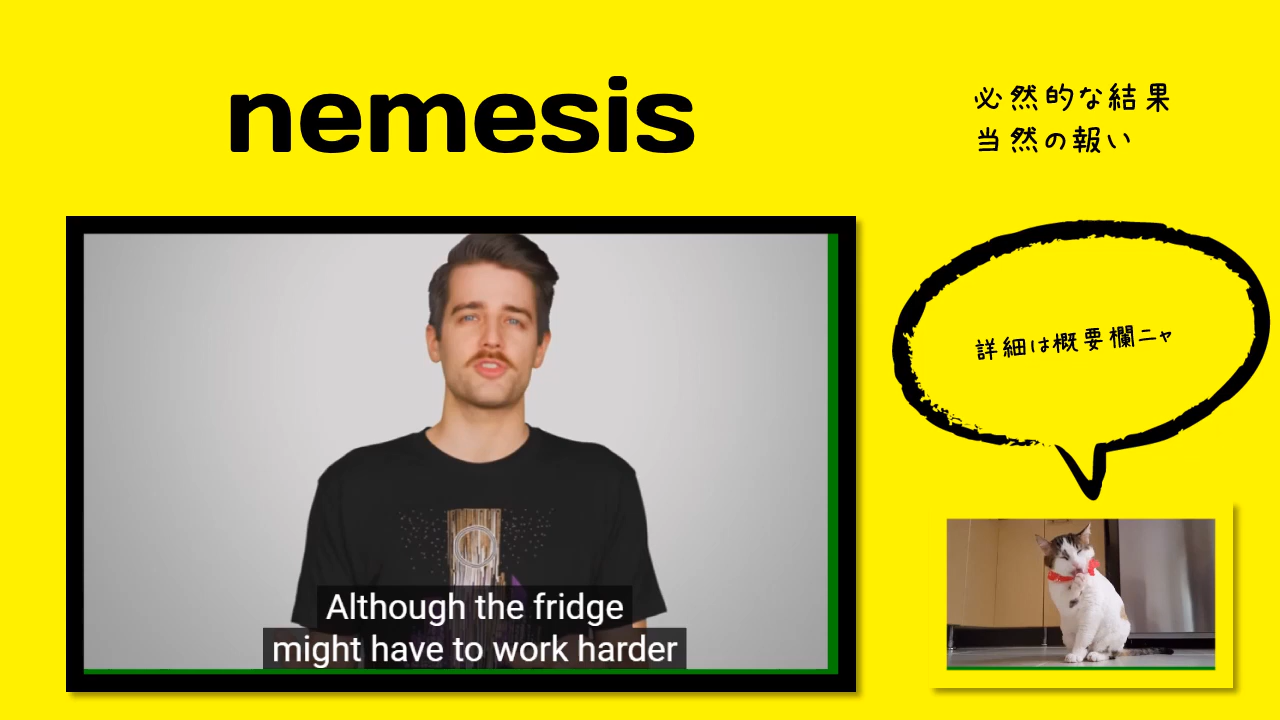 nemesis
必然的な結果
当然の報い
詳細は概要欄ニャ
Although the fridge
might have to work harder